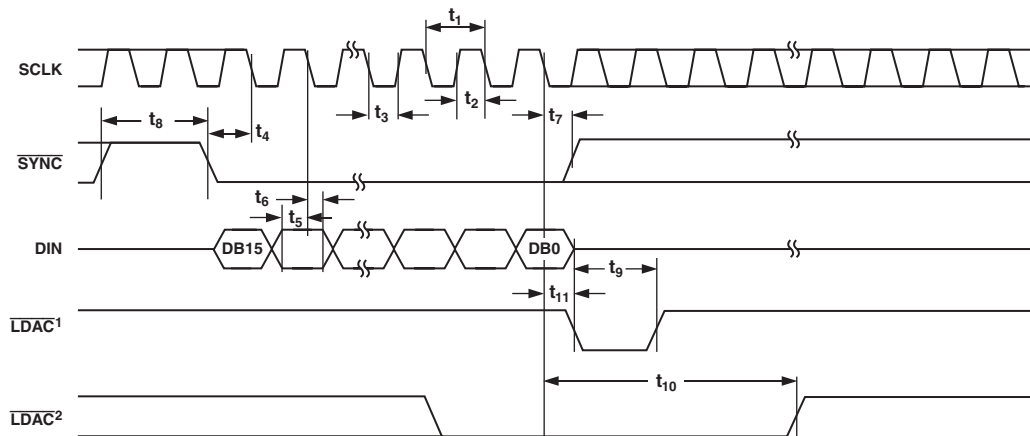 t1
SCLK
t2
t3
t8
t4
t7
SYNC
t6
t5
DIN
DB15
DB0
t9
t11
LDAC1
t10
LDAC2